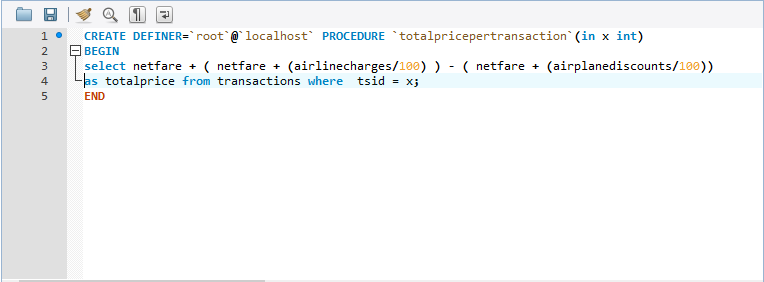 1 CREATE DEFINER=`root`@`localhost` PROCEDURE `totalpricepertransaction`(in x int)
2 BEGIN
3 select netfare + ( netfare + (airlinecharges/100) ) - ( netfare + (airplanediscounts/100))
4 as totalprice from transactions where  tsid = x;
5 END